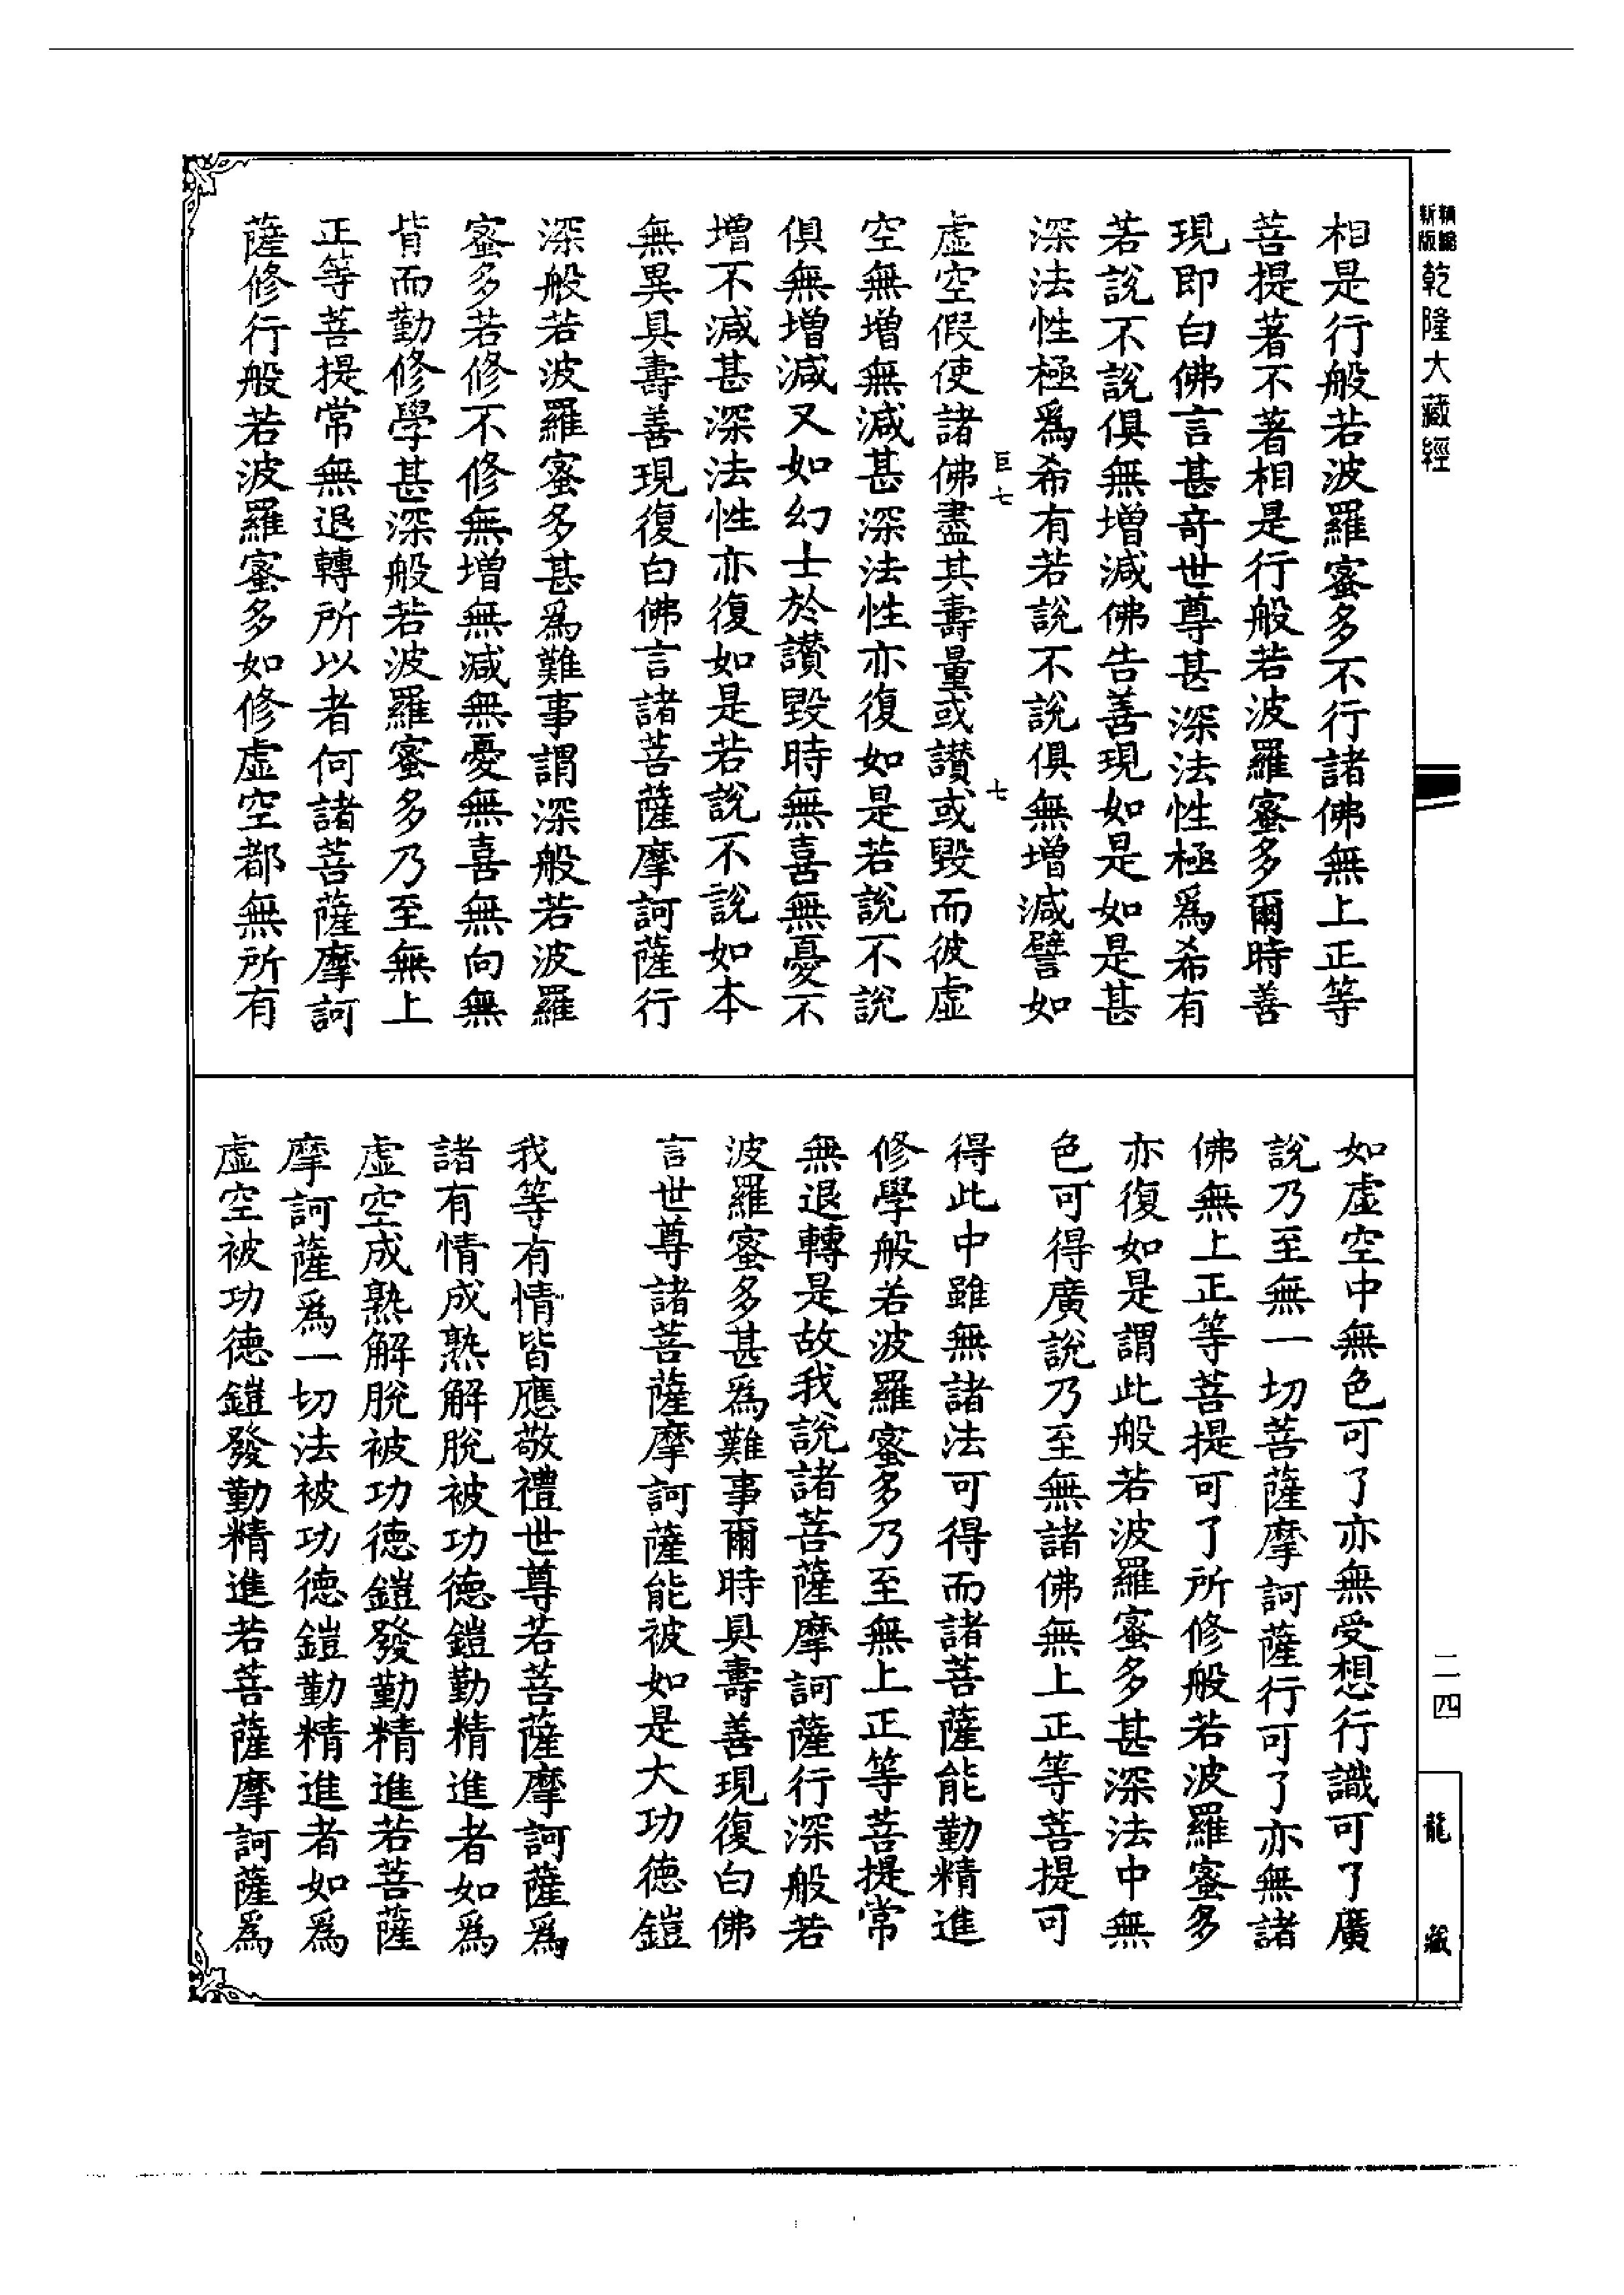 新編
新版
乾隆大藏經
相是行般若波羅蜜多不行諸佛無上正等
菩提著不著相是行般若波羅蜜多爾時善
現即白佛言甚奇世尊甚深法性極爲希有
若說不說俱無增減佛告善現如是如是甚
深法性極爲希有若說不說俱無增減譬如
巨七
七
虛空假使諸佛盡其壽量或讚或毀而彼虛
空無增無減甚深法性亦復如是若說不說
俱無增減又如幻士於讚毀時無喜無憂不
增不減甚深法性亦復如是若說不說如本
無異具壽善現復白佛言諸菩薩摩訶薩行
深般若波羅蜜多甚爲難事謂深般若波羅
蜜多若修不修無增無減無憂無喜無向無
背而勤修學甚深般若波羅蜜多乃至無上
正等菩提常無退轉所以者何諸菩薩摩訶
薩修行般若波羅蜜多如修虛空都無所有
如虛空中無色可了亦無受想行識可了廣
說乃至無一切菩薩摩訶薩行可了亦無諸
佛無上正等菩提可了所修般若波羅蜜多
亦復如是謂此般若波羅蜜多甚深法中無
色可得廣說乃至無諸佛無上正等菩提可
得此中雖無諸法可得而諸菩薩能勤精進
修學般若波羅蜜多乃至無上正等菩提常
無退轉是故我說諸菩薩摩訶薩行深般若
波羅蜜多甚爲難事爾時具壽善現復白佛
言世尊諸菩薩摩訶薩能被如是大功德鎧
我等有情皆應敬禮世尊若菩薩摩訶薩爲
諸有情成熟解脫被功德鎧勤精進者如爲
虛空成熟解脫被功德鎧發勤精進若菩薩
摩訶薩爲一切法被功德鎧勤精進者如爲
虛空被功德鎧發勤精進若菩薩摩訶薩爲
二四
龍藏